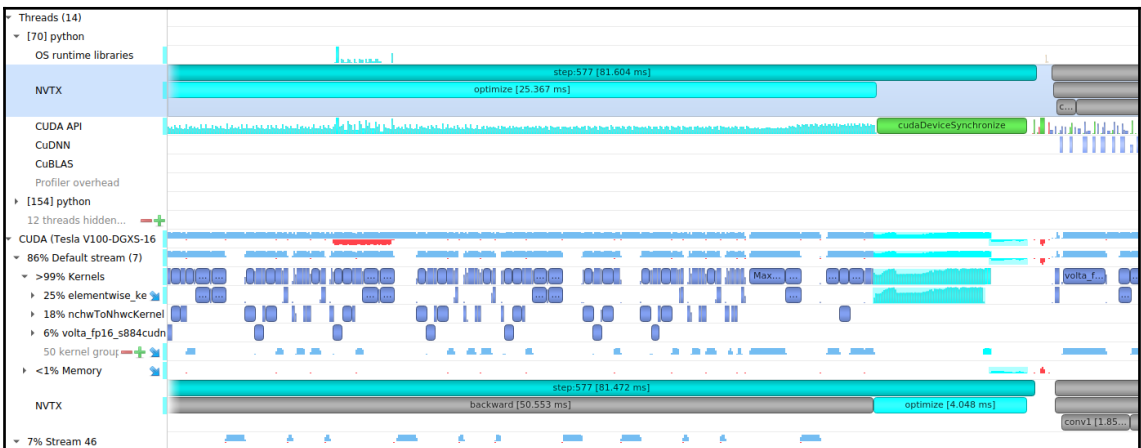 Threads (14)
[70] python
OS runtime libraries
step:577 [81.604 ms]
NVTX
optimize [25.367 ms]
c...
CUDA API
cudaDeviceSynchronize
CuDNN
CuBLAS
Profiler overhead
[154] python
12 threads hidden...
CUDA (Tesla V100-DGXS-16
86% Default stream (7)
>99% Kernels
... ... ... ... ... ... Max... ... ... ... volta_f... ...
25% elementwise_ke
... ... ... ... ...
18% nchwToNhwcKernel
6% volta_fp16_s884cudn
50 kernel group
<1% Memory
step:577 [81.472 ms]
NVTX
backward [50.553 ms] optimize [4.048 ms]
conv1 [1.85...
7% Stream 46